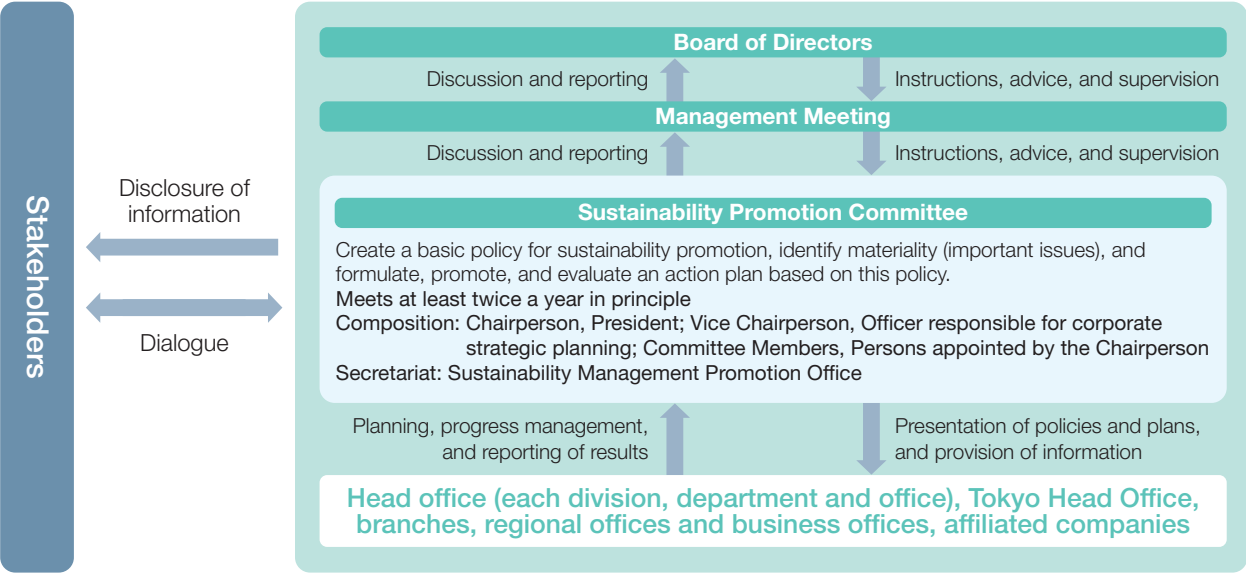 Stakeholders
Disclosure of
information
Dialogue
Board of Directors
Discussion and reporting
Instructions, advice, and supervision
Management Meeting
Discussion and reporting
Instructions, advice, and supervision
Sustainability Promotion Committee
Create a basic policy for sustainability promotion, identify materiality (important issues), and
formulate, promote, and evaluate an action plan based on this policy.
Meets at least twice a year in principle
Composition: Chairperson, President; Vice Chairperson, Officer responsible for corporate
strategic planning; Committee Members, Persons appointed by the Chairperson
Secretariat: Sustainability Management Promotion Office
Planning, progress management,
and reporting of results
Presentation of policies and plans,
and provision of information
Head office (each division, department and office), Tokyo Head Office,
branches, regional offices and business offices, affiliated companies